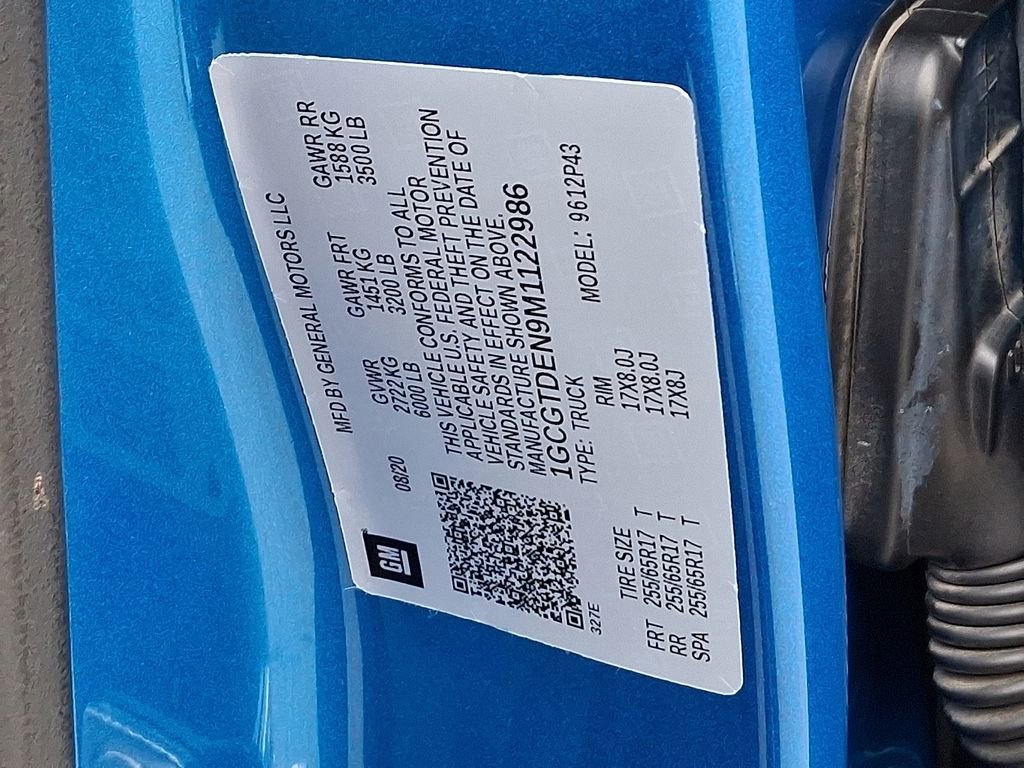 GM
MFD BY GENERAL MOTORS LLC
08/20 GVWR GAWR FRT GAWR RR
2722 KG 1451 KG 1588 KG
6000 LB 3200 LB 3500 LB
THIS VEHICLE CONFORMS TO ALL
APPLICABLE U.S. FEDERAL MOTOR
VEHICLE SAFETY AND THEFT PREVENTION
STANDARDS IN EFFECT ON THE DATE OF
MANUFACTURE SHOWN ABOVE.
1GCGTDEN9M1122986
327E TYPE: TRUCK MODEL: 9612P43
TIRE SIZE RIM
FRT 255/65R17 T 17X8.0J
RR 255/65R17 T 17X8.0J
SPA 255/65R17 T 17X8J